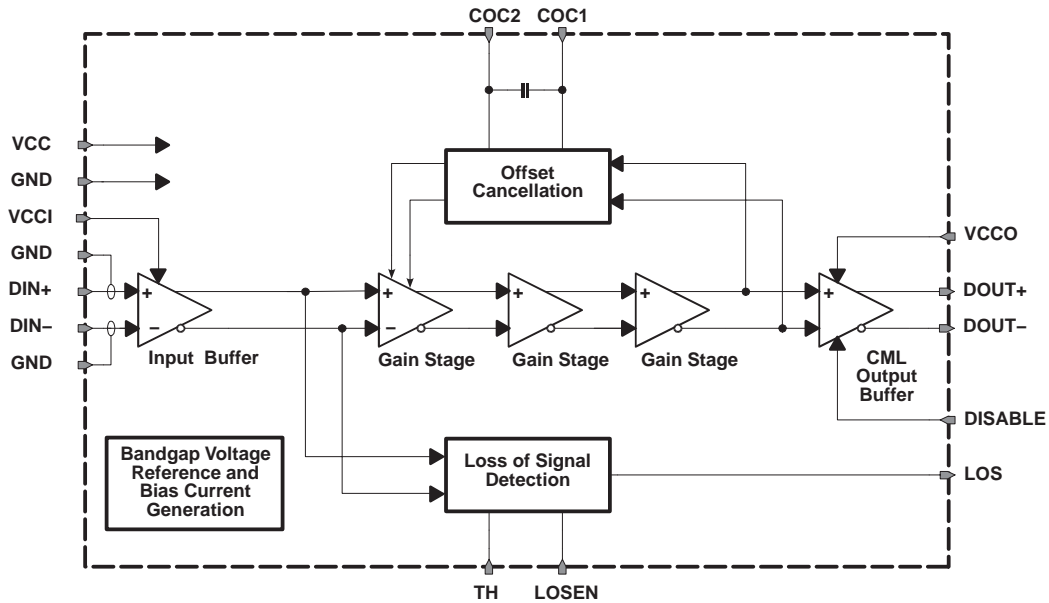 COC2 COC1
VCC
GND
VCCI
GND
DIN+
DIN–
GND
Offset
Cancellation
VCCO
DOUT+
DOUT–
+
–
+
–
+
+
+
Input Buffer
Gain Stage
Gain Stage
Gain Stage
CML
Output
Buffer
DISABLE
Bandgap Voltage
Reference and
Bias Current
Generation
Loss of Signal
Detection
LOS
TH LOSEN